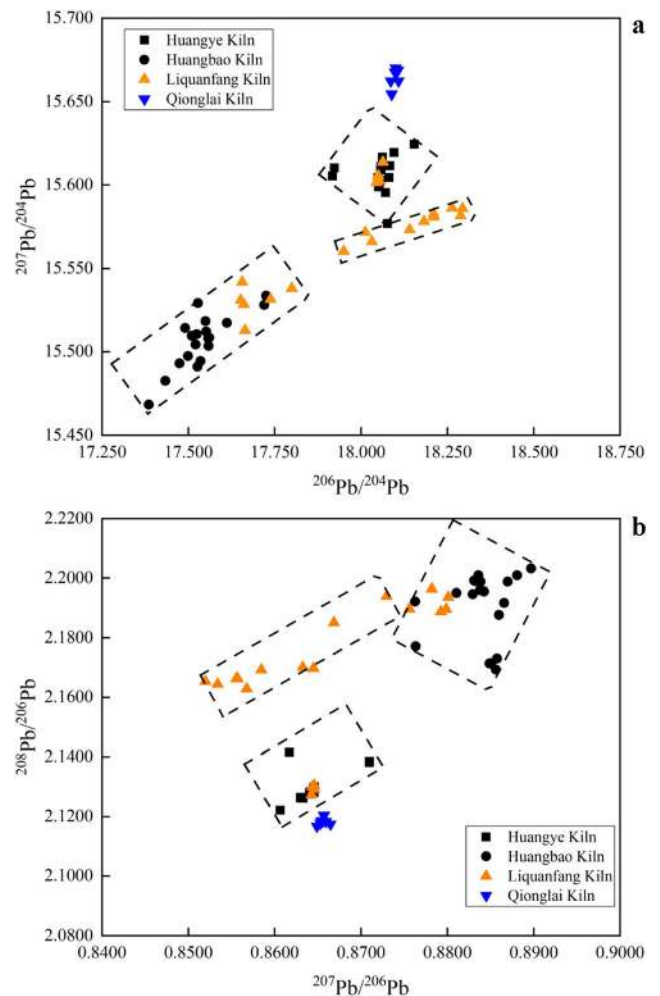 a
Huangye Kiln
Huangbao Kiln
Liquanfang Kiln
Qionglai Kiln
15.700
15.650
15.600
15.550
15.500
15.450
²⁰⁷Pb/²⁰⁴Pb
17.250 17.500 17.750 18.000 18.250 18.500 18.750
²⁰⁶Pb/²⁰⁴Pb
b
2.2200
2.2000
2.1800
2.1600
2.1400
2.1200
2.1000
2.0800
²⁰⁸Pb/²⁰⁶Pb
Huangye Kiln
Huangbao Kiln
Liquanfang Kiln
Qionglai Kiln
0.8400 0.8500 0.8600 0.8700 0.8800 0.8900 0.9000
²⁰⁷Pb/²⁰⁶Pb